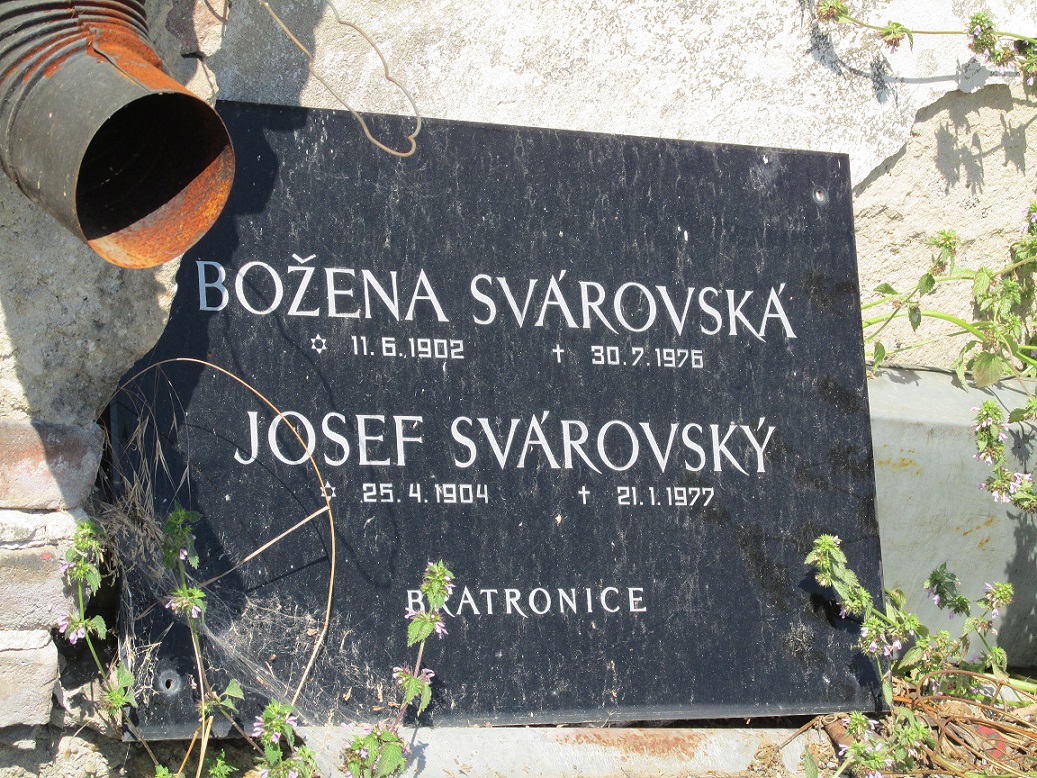 BOŽENA SVÁROVSKÁ
✡ 11.6.1902 † 30.7.1976
JOSEF SVÁROVSKÝ
✡ 25.4.1904 † 21.1.1977
BRATRONICE